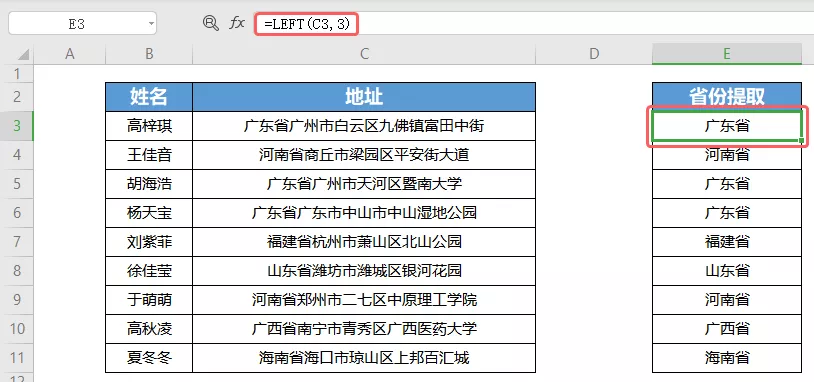 E3 fx =LEFT(C3,3)
A B C D E
1
2 姓名 地址 省份提取
3 高梓琪 广东省广州市白云区九佛镇富田中街 广东省
4 王佳音 河南省商丘市梁园区平安街大道 河南省
5 胡海浩 广东省广州市天河区暨南大学 广东省
6 杨天宝 广东省广东市中山市中山湿地公园 广东省
7 刘紫菲 福建省杭州市萧山区北山公园 福建省
8 徐佳莹 山东省潍坊市潍城区银河花园 山东省
9 于萌萌 河南省郑州市二七区中原理工学院 河南省
10 高秋凌 广西省南宁市青秀区广西医药大学 广西省
11 夏冬冬 海南省海口市琼山区上邦百汇城 海南省
12